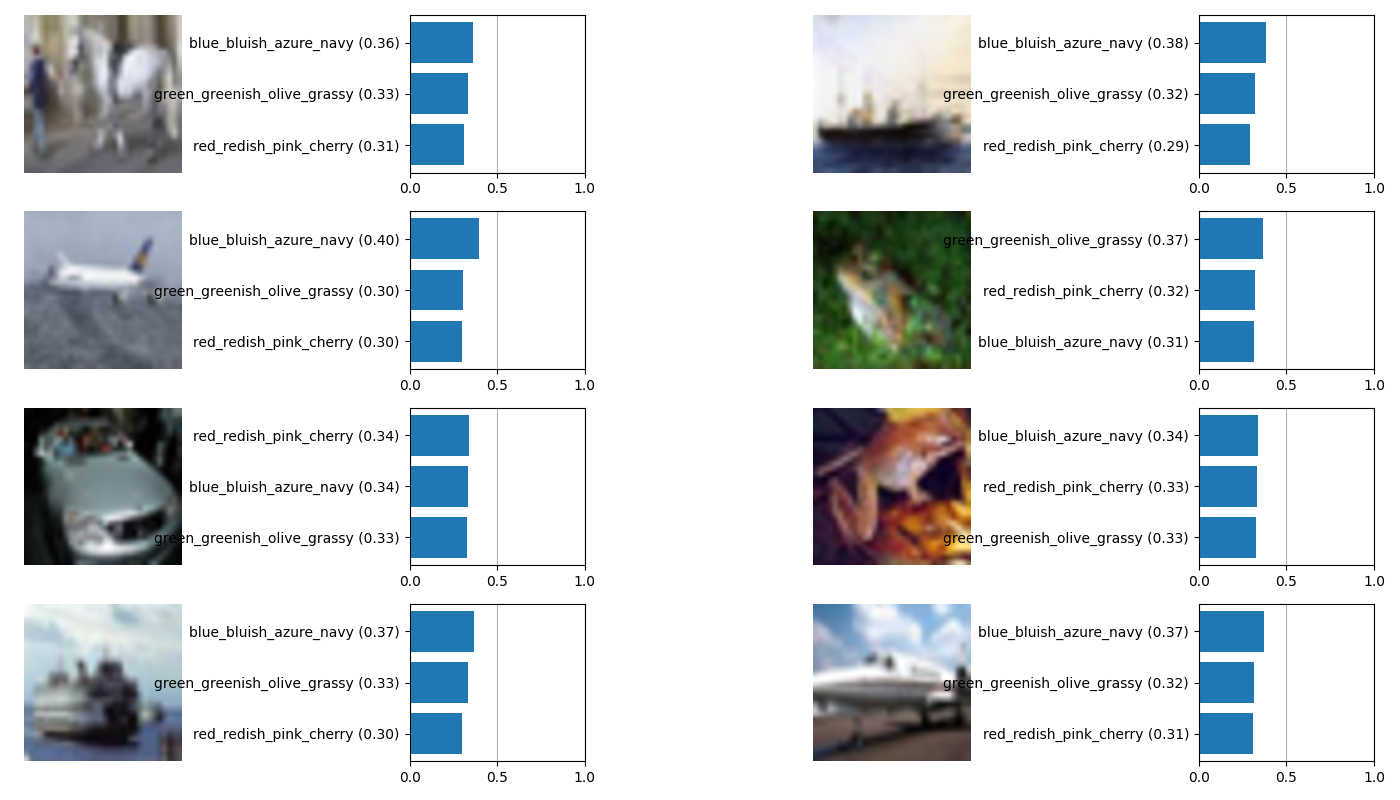 blue_bluish_azure_navy (0.36)
green_greenish_olive_grassy (0.33)
red_redish_pink_cherry (0.31)
0.0 0.5 1.0
blue_bluish_azure_navy (0.38)
green_greenish_olive_grassy (0.32)
red_redish_pink_cherry (0.29)
0.0 0.5 1.0
blue_bluish_azure_navy (0.40)
green_greenish_olive_grassy (0.30)
red_redish_pink_cherry (0.30)
0.0 0.5 1.0
green_greenish_olive_grassy (0.37)
red_redish_pink_cherry (0.32)
blue_bluish_azure_navy (0.31)
0.0 0.5 1.0
red_redish_pink_cherry (0.34)
blue_bluish_azure_navy (0.34)
green_greenish_olive_grassy (0.33)
0.0 0.5 1.0
blue_bluish_azure_navy (0.34)
red_redish_pink_cherry (0.33)
green_greenish_olive_grassy (0.33)
0.0 0.5 1.0
blue_bluish_azure_navy (0.37)
green_greenish_olive_grassy (0.33)
red_redish_pink_cherry (0.30)
0.0 0.5 1.0
blue_bluish_azure_navy (0.37)
green_greenish_olive_grassy (0.32)
red_redish_pink_cherry (0.31)
0.0 0.5 1.0